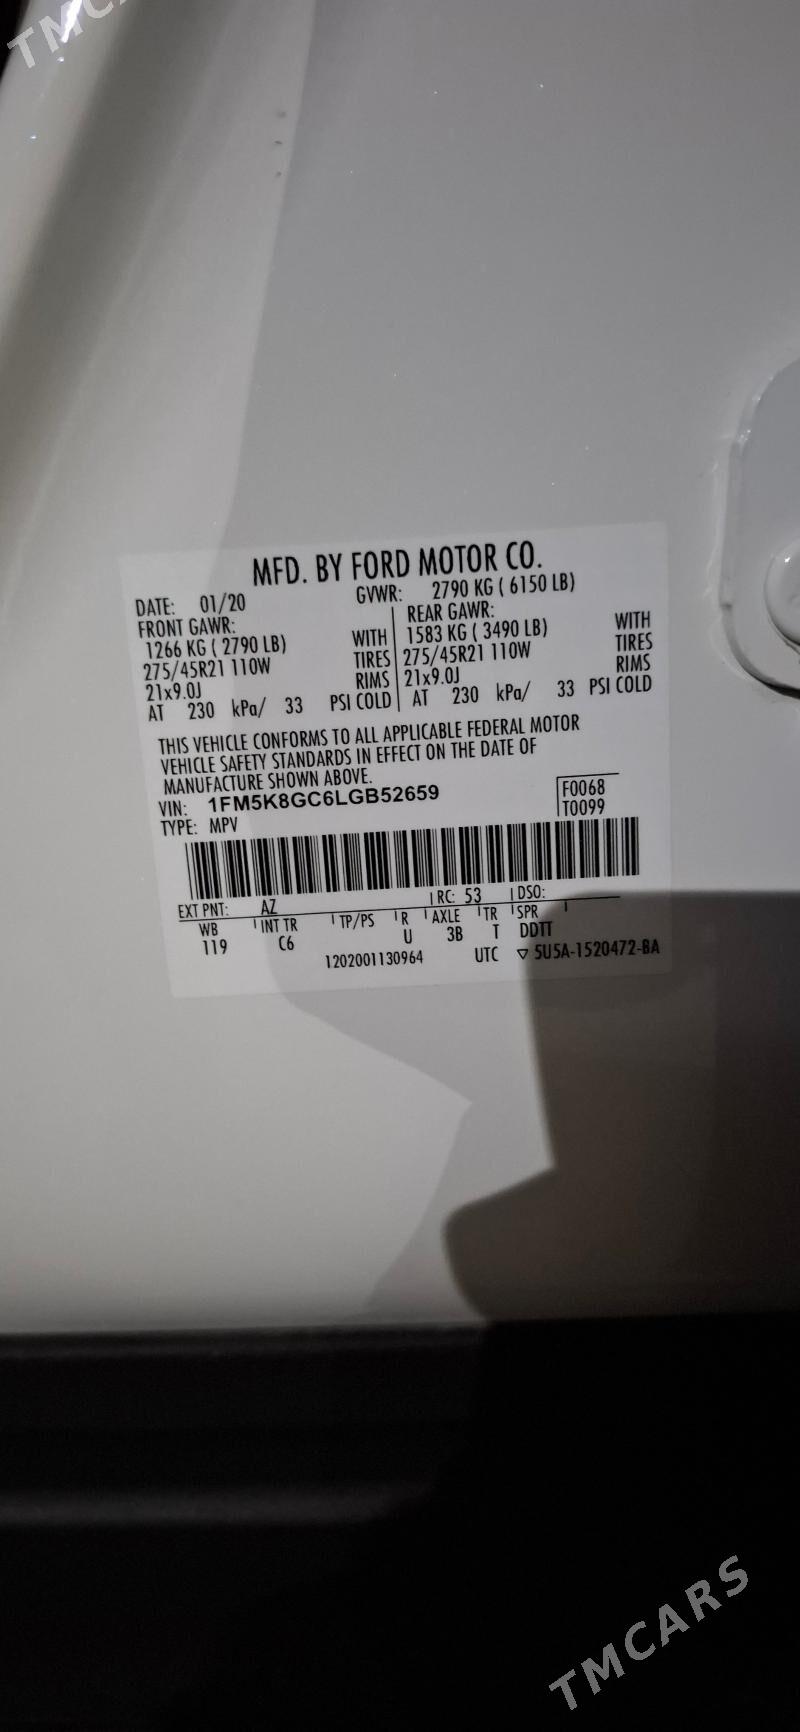 TMCARS
MFD. BY FORD MOTOR CO.
DATE: 01/20 GVWR: 2790 KG ( 6150 LB)
FRONT GAWR: REAR GAWR:
1266 KG ( 2790 LB) WITH 1583 KG ( 3490 LB) WITH
275/45R21 110W TIRES 275/45R21 110W TIRES
21x9.0J RIMS 21x9.0J RIMS
AT 230 kPa/ 33 PSI COLD AT 230 kPa/ 33 PSI COLD
THIS VEHICLE CONFORMS TO ALL APPLICABLE FEDERAL MOTOR
VEHICLE SAFETY STANDARDS IN EFFECT ON THE DATE OF
MANUFACTURE SHOWN ABOVE.
VIN: 1FM5K8GC6LGB52659 F0068
TYPE: MPV T0099
EXT PNT: AZ RC: 53 DSO:
WB INT TR TP/PS R AXLE TR SPR
119 C6 U 3B T DDTT
1202001130964 UTC ▽ 5U5A-1520472-BA
TMCARS